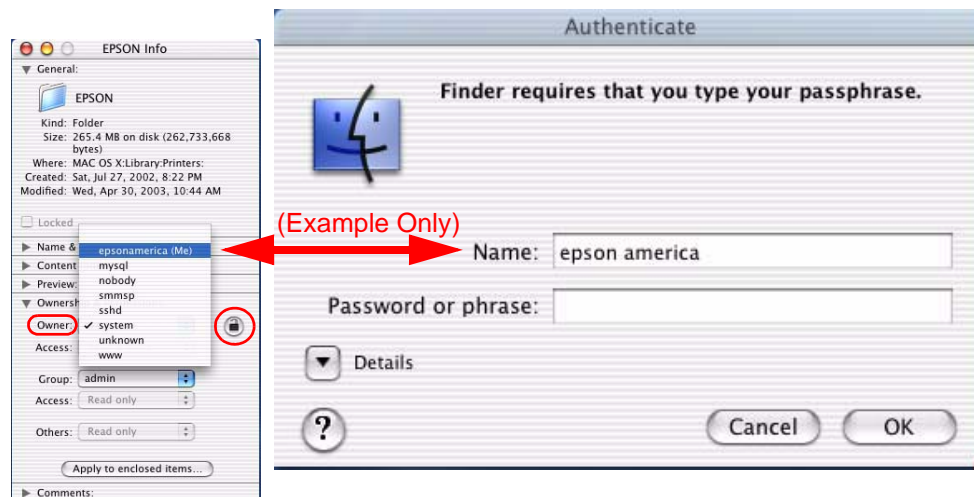 EPSON Info
General:
EPSON
Kind: Folder
Size: 265.4 MB on disk (262,733,668
bytes)
Where: MAC OS X:Library:Printers:
Created: Sat, Jul 27, 2002, 8:22 PM
Modified: Wed, Apr 30, 2003, 10:44 AM
Locked
Name &
epsonamerica (Me)
Content
mysql
Preview:
nobody
smmsp
Ownersh
sshd
Owner:
✓ system
unknown
Access:
www
Group: admin
Access: Read only
Others: Read only
Apply to enclosed items...
Comments:
(Example Only)
Authenticate
Finder requires that you type your passphrase.
Name: epson america
Password or phrase:
Details
?
Cancel OK